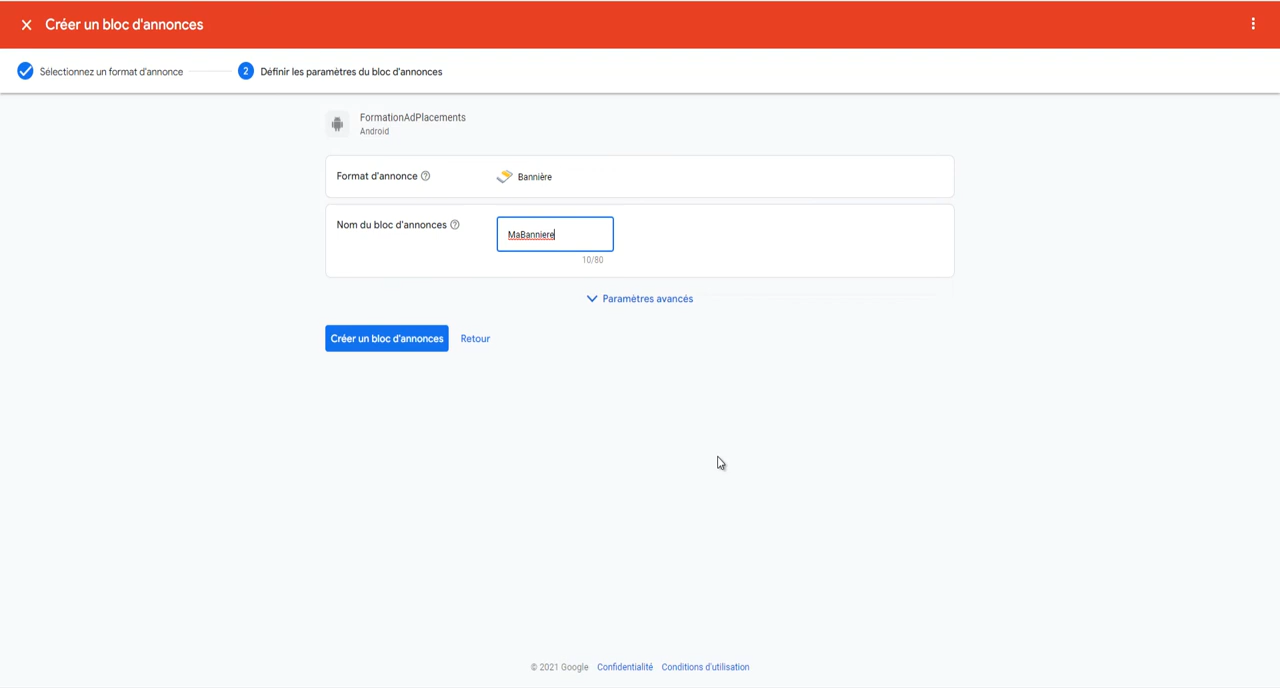 Créer un bloc d'annonces
Sélectionnez un format d'annonce
2 Définir les paramètres du bloc d'annonces
FormationAdPlacements
Android
Format d'annonce
Bannière
Nom du bloc d'annonces
MaBanniere
10/80
Paramètres avancés
Créer un bloc d'annonces
Retour
© 2021 Google Confidentialité Conditions d'utilisation